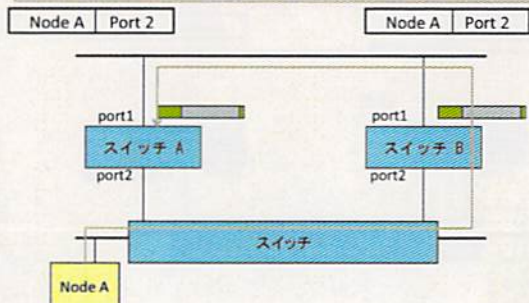 Node A Port 2
Node A Port 2
port1
port1
スイッチ A
スイッチ B
port2
port2
スイッチ
Node A